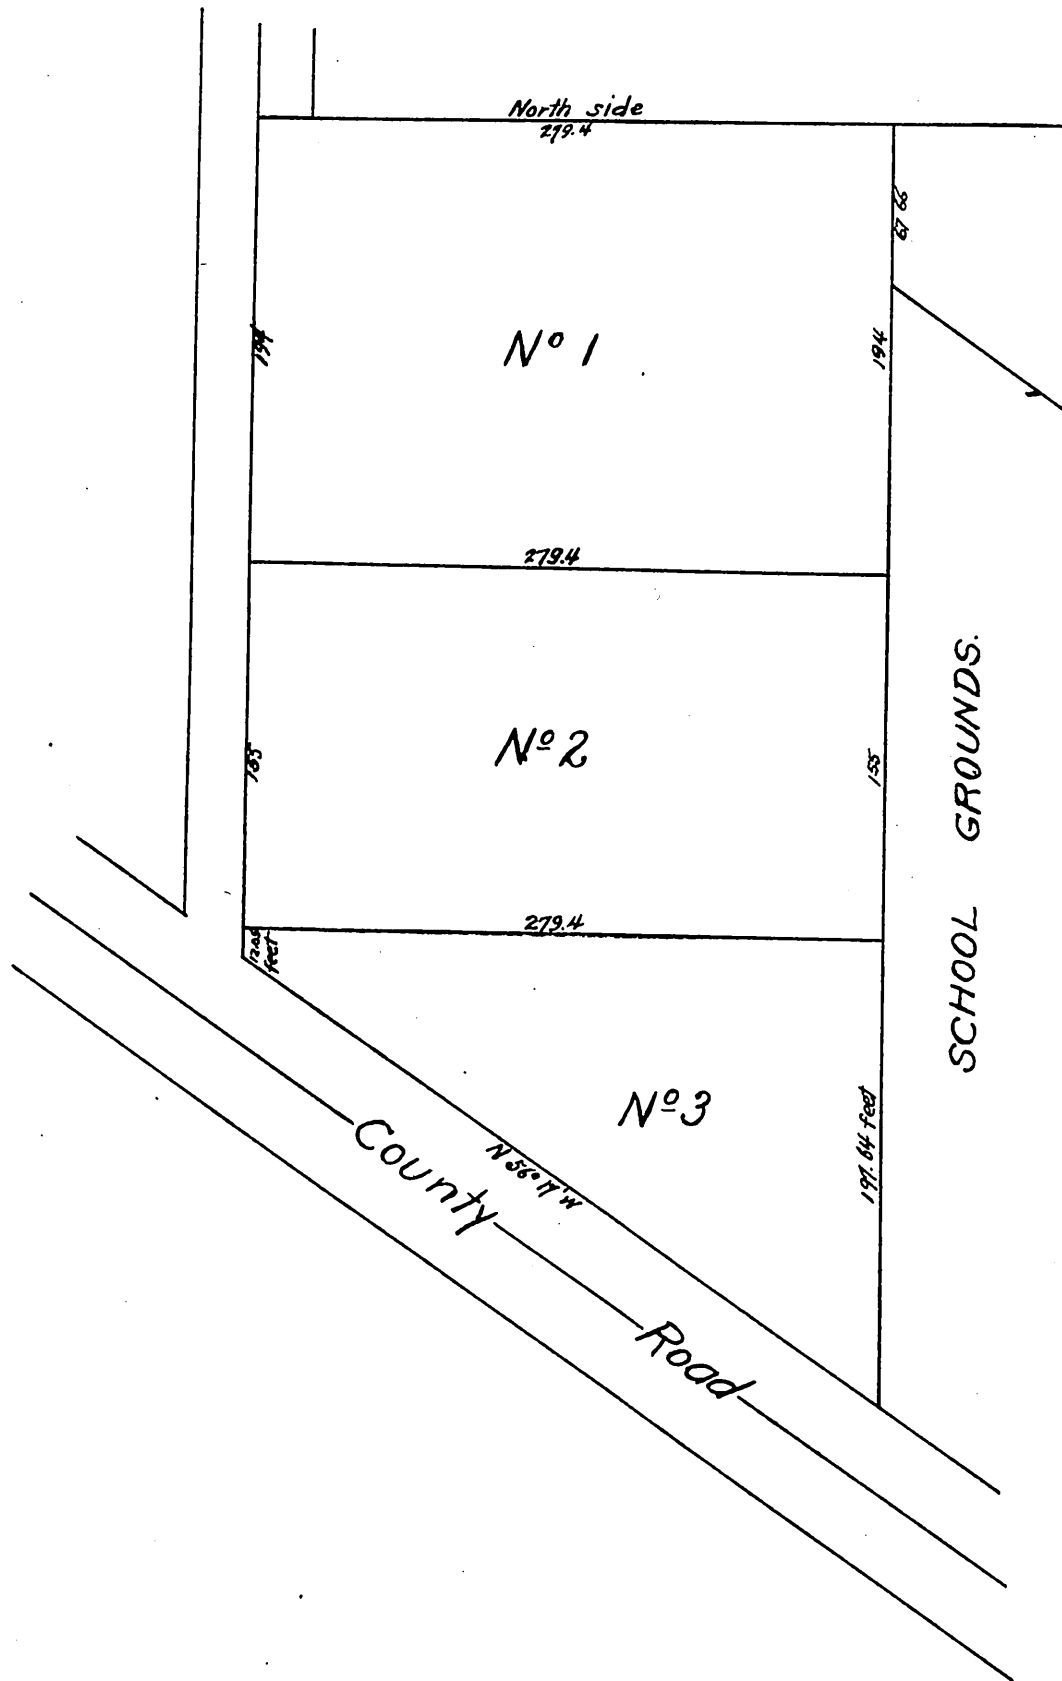 North side
279.4
67 66
194
Nº 1
194
279.4
155
Nº 2
155
SCHOOL GROUNDS.
279.4
12.05
feet
Nº 3
197.64 feet
N 56° 17' W
County Road